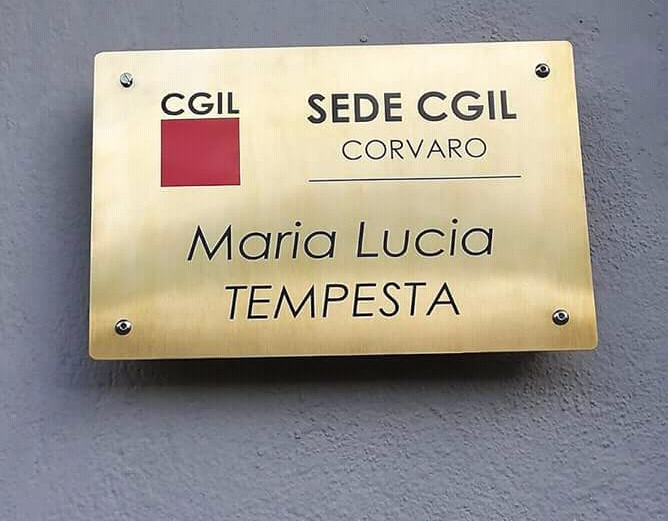 CGIL
SEDE CGIL
CORVARO
Maria Lucia
TEMPESTA